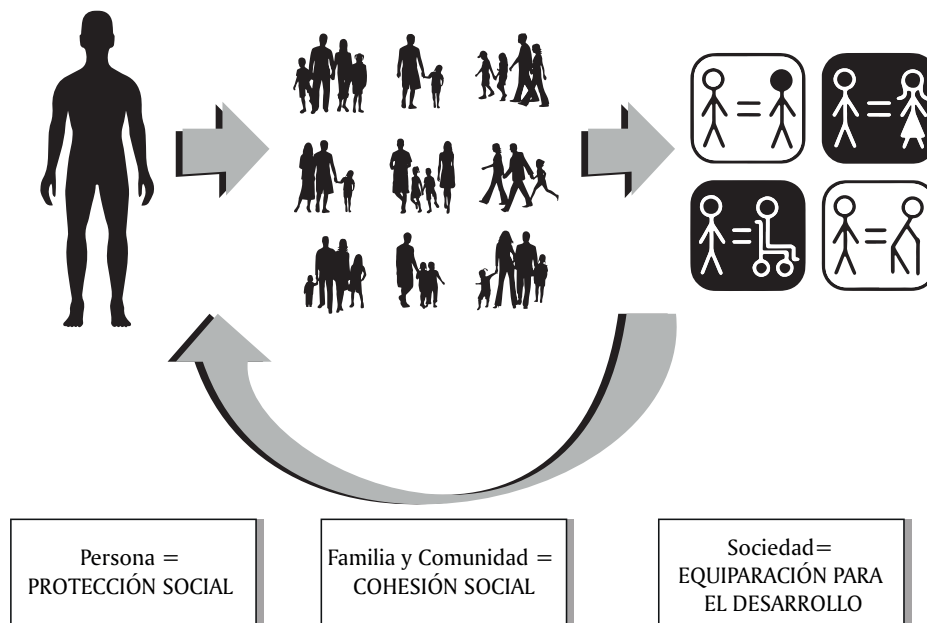 Persona =
PROTECCIÓN SOCIAL
Familia y Comunidad =
COHESIÓN SOCIAL
Sociedad=
EQUIPARACIÓN PARA
EL DESARROLLO